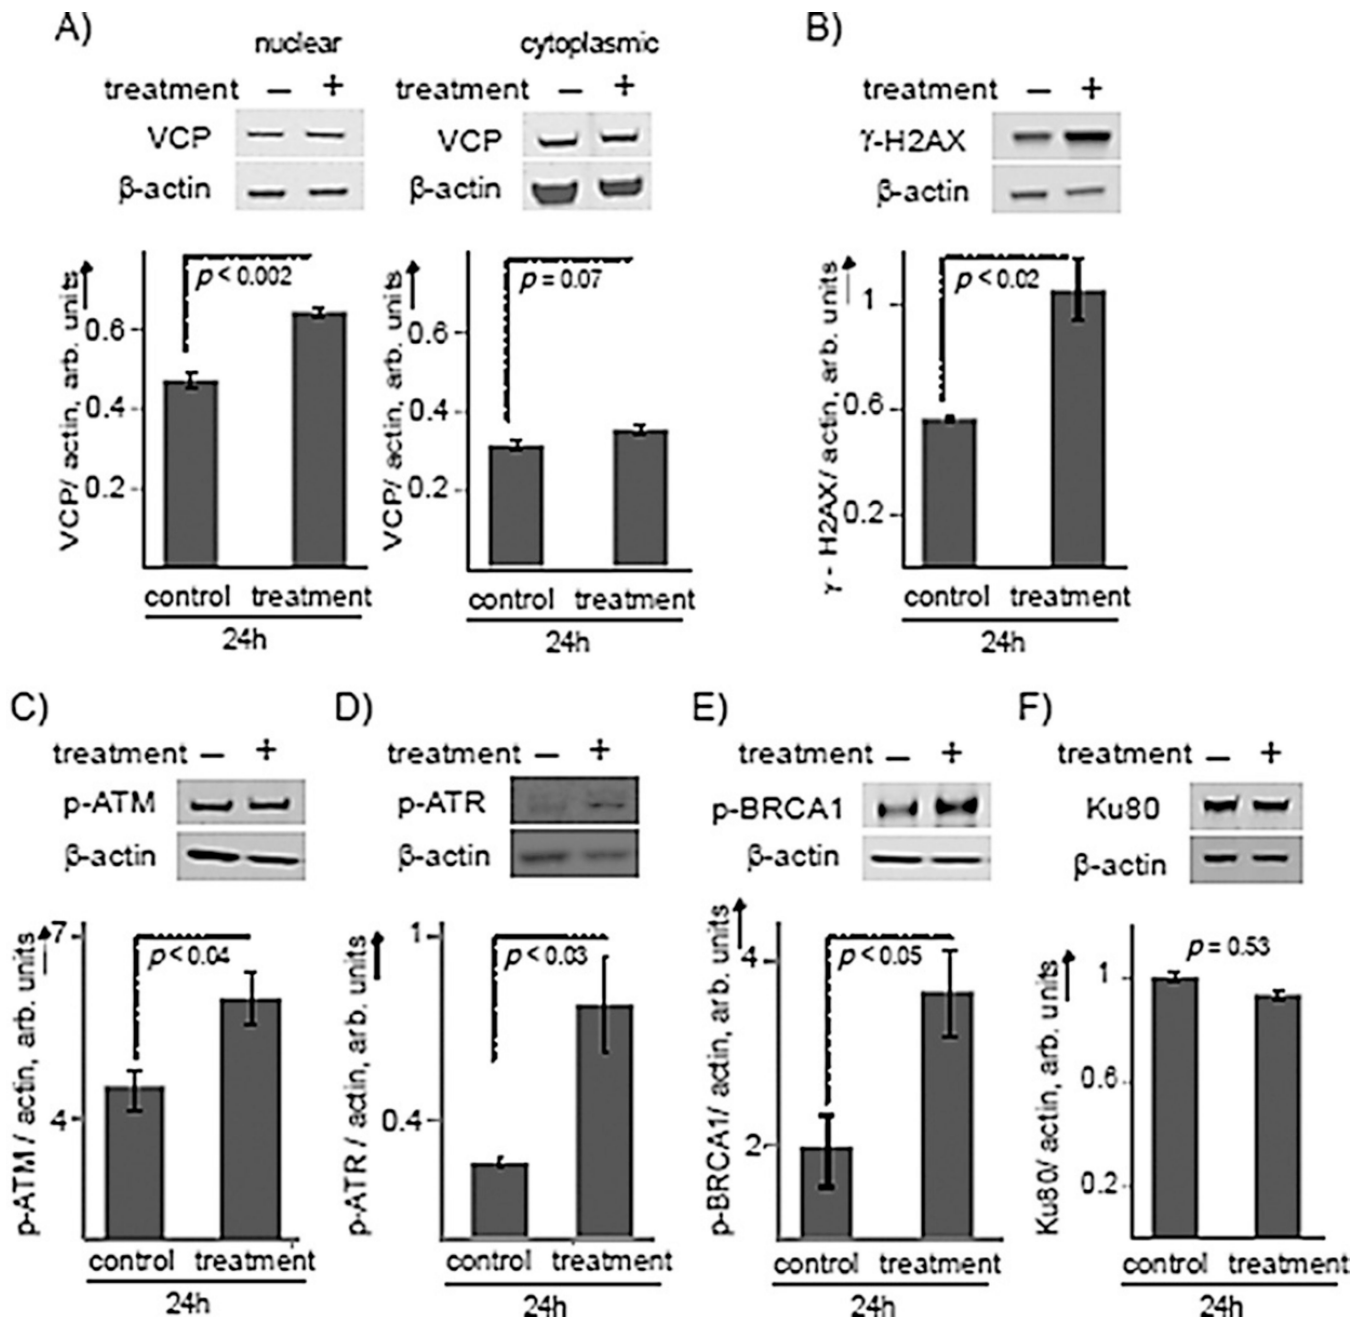 A)
nuclear
treatment – +
VCP
β-actin
VCP/ actin, arb. units
0.6
0.4
0.2
p < 0.002
control treatment
24h
cytoplasmic
treatment – +
VCP
β-actin
VCP/ actin, arb. units
0.6
0.4
0.2
p = 0.07
control treatment
24h
B)
treatment – +
γ-H2AX
β-actin
γ - H2AX/ actin, arb. units
1
0.6
0.2
p < 0.02
control treatment
24h
C)
treatment – +
p-ATM
β-actin
p-ATM / actin, arb. units
7
4
p < 0.04
control treatment
24h
D)
treatment – +
p-ATR
β-actin
p-ATR / actin, arb. units
1
0.4
p < 0.03
control treatment
24h
E)
treatment – +
p-BRCA1
β-actin
p-BRCA1/ actin, arb. units
4
2
p < 0.05
control treatment
24h
F)
treatment – +
Ku80
β-actin
Ku80/ actin, arb. units
1
0.6
0.2
p = 0.53
control treatment
24h